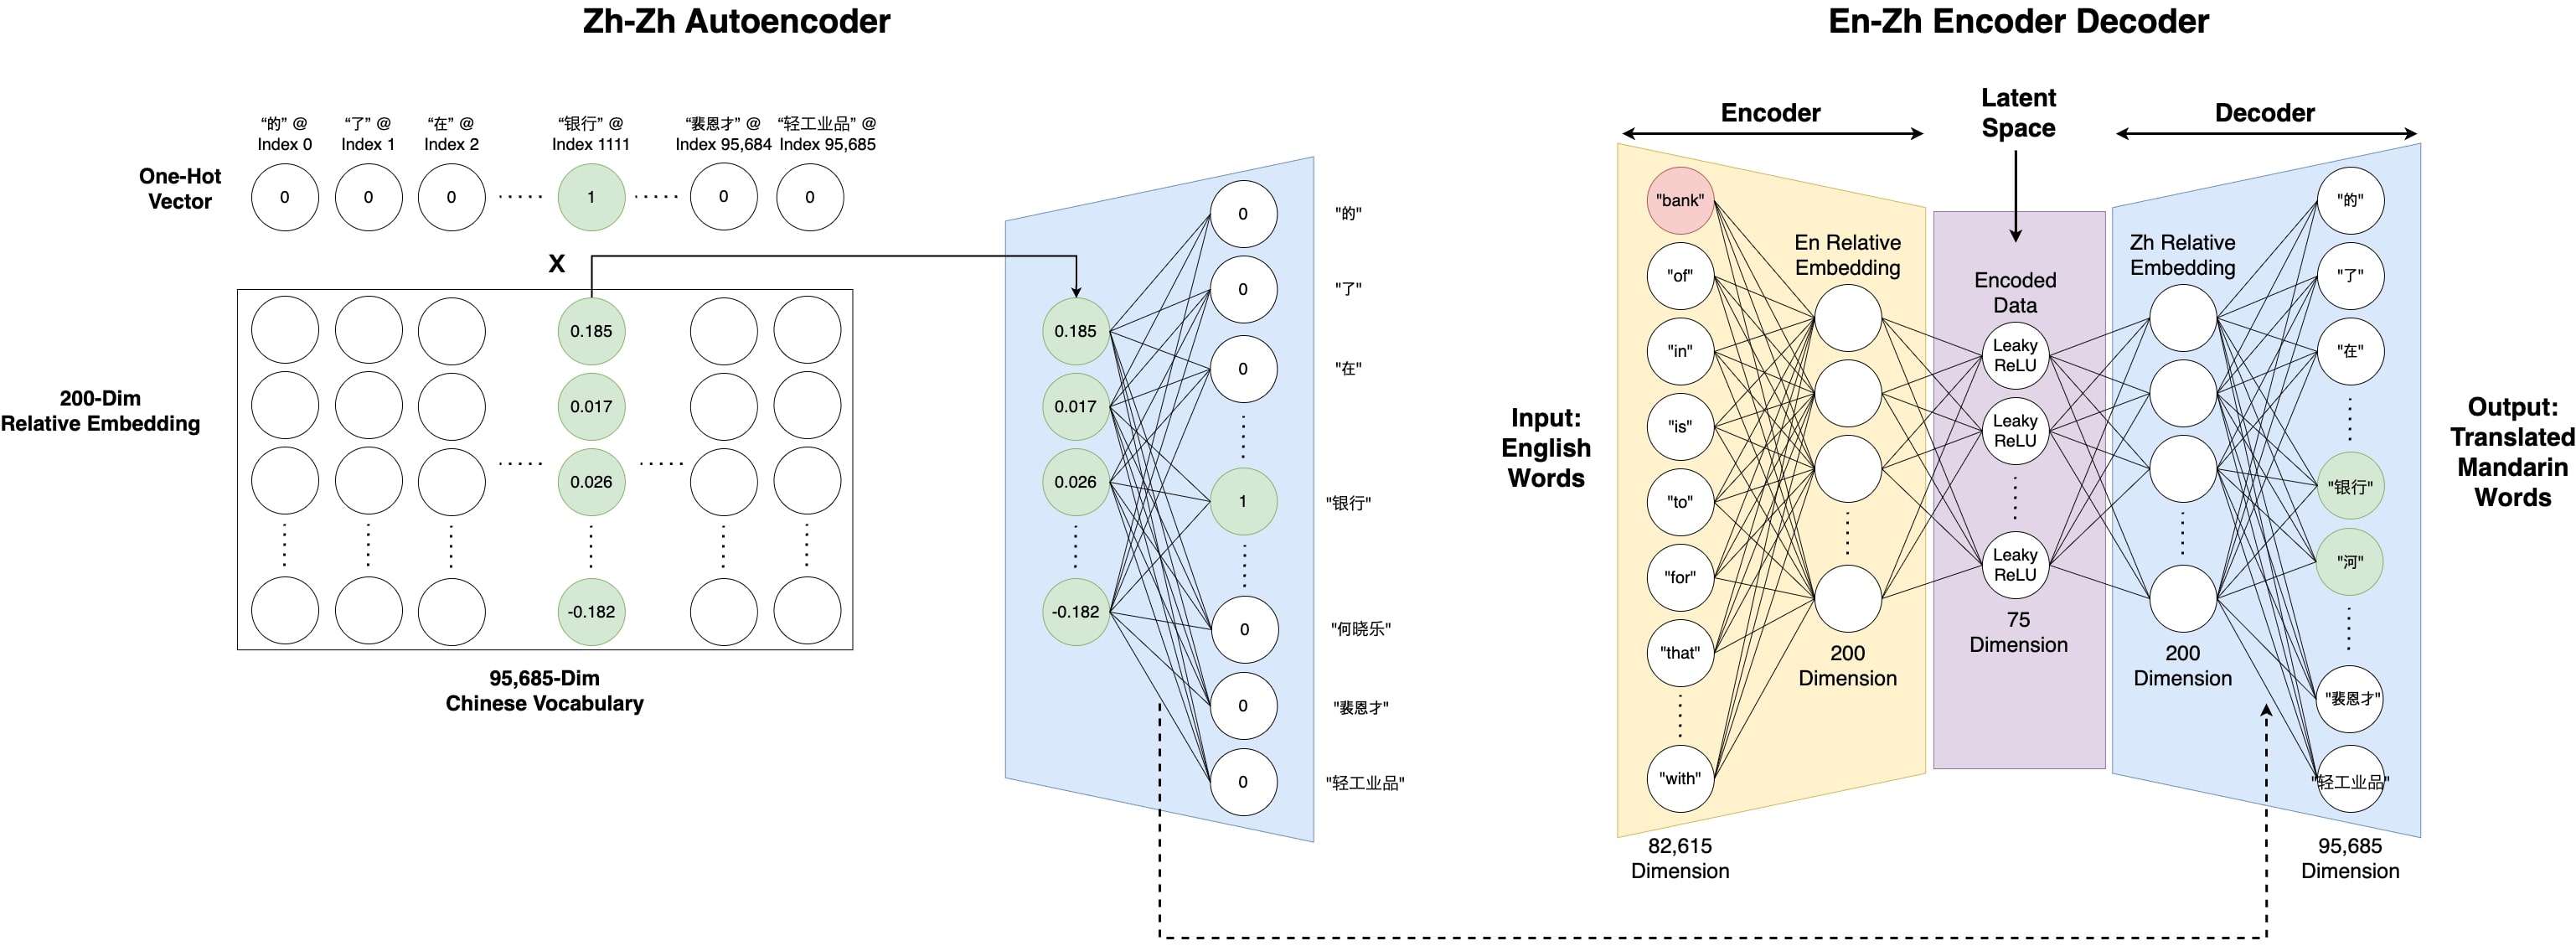 Zh-Zh Autoencoder
“的” @
Index 0
“了” @
Index 1
“在” @
Index 2
“银行” @
Index 1111
“裴恩才” @
Index 95,684
“轻工业品” @
Index 95,685
One-Hot
Vector
0
0
0
1
0
0
X
200-Dim
Relative Embedding
0.185
0.017
0.026
-0.182
95,685-Dim
Chinese Vocabulary
0.185
0.017
0.026
-0.182
0
"的"
0
"了"
0
"在"
1
"银行"
0
"何晓乐"
0
"裴恩才"
0
"轻工业品"
En-Zh Encoder Decoder
Encoder
Latent
Space
Decoder
Input:
English
Words
"bank"
"of"
"in"
"is"
"to"
"for"
"that"
"with"
82,615
Dimension
En Relative
Embedding
200
Dimension
Encoded
Data
Leaky
ReLU
Leaky
ReLU
Leaky
ReLU
75
Dimension
Zh Relative
Embedding
200
Dimension
"的"
"了"
"在"
"银行"
"河"
"裴恩才"
"轻工业品"
95,685
Dimension
Output:
Translated
Mandarin
Words